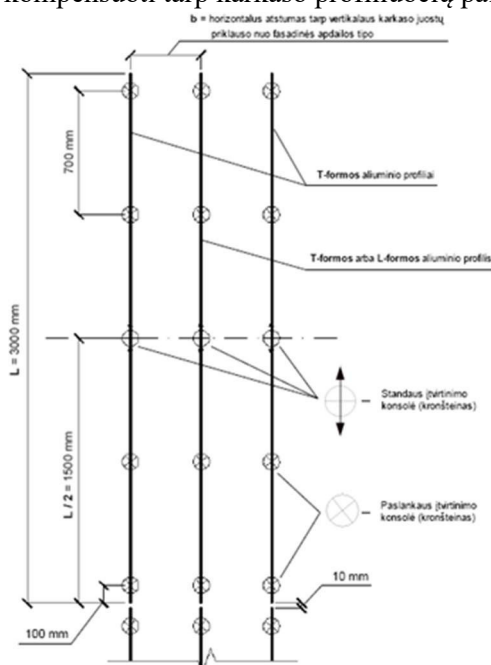 kompensuoti tarp karkaso profiliuočių
b = horizontalus atstumas tarp vertikalaus karkaso juostų
priklauso nuo fasadinės apdailos tipo
700 mm
T-formos aliuminio profiliai
T-formos arba L-formos aliuminio profilis
L = 3000 mm
Standaus įtvirtinimo
konsolė (kronšteinas)
L / 2 = 1500 mm
Paslankaus įtvirtinimo
konsolė (kronšteinas)
10 mm
100 mm